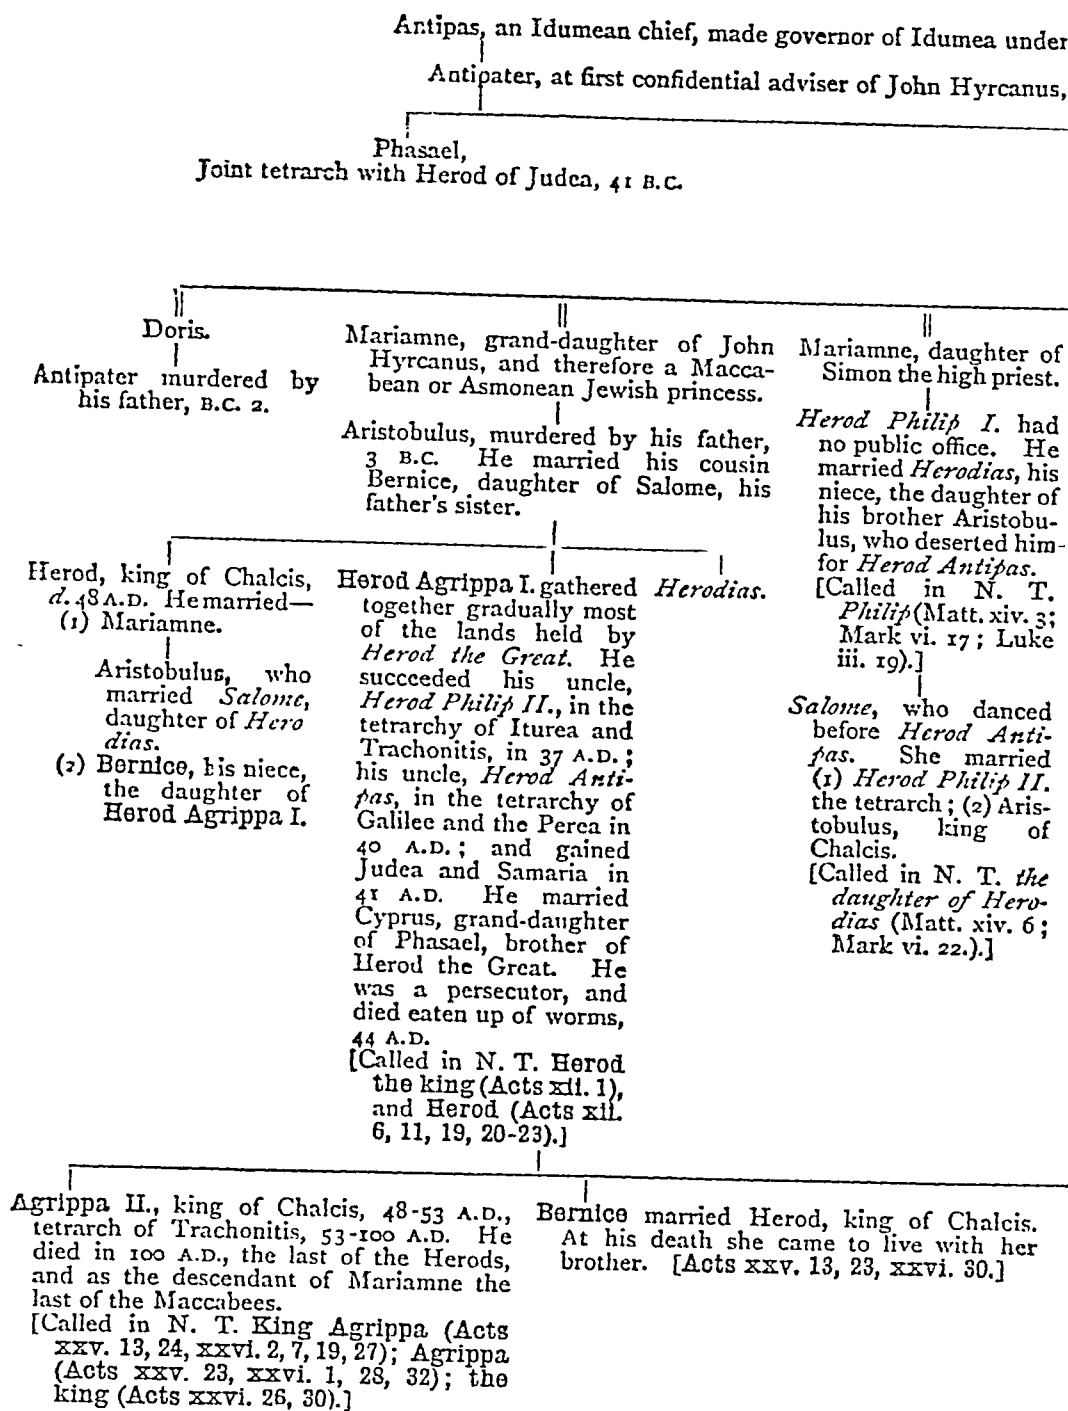 Antipas, an Idumean chief, made governor of Idumea under
Antipater, at first confidential adviser of John Hyrcanus,
Phasael,
Joint tetrarch with Herod of Judea, 41 B.C.
Doris.
Antipater murdered by
his father, B.C. 2.
Mariamne, grand-daughter of John
Hyrcanus, and therefore a Macca-
bean or Asmonean Jewish princess.
Aristobulus, murdered by his father,
3 B.C. He married his cousin
Bernice, daughter of Salome, his
father's sister.
Mariamne, daughter of
Simon the high priest.
Herod Philip I. had
no public office. He
married Herodias, his
niece, the daughter of
his brother Aristobu-
lus, who deserted him
for Herod Antipas.
[Called in N. T.
Philip (Matt. xiv. 3;
Mark vi. 17; Luke
iii. 19).]
Salome, who danced
before Herod Anti-
pas. She married
(1) Herod Philip II.
the tetrarch; (2) Aris-
tobulus, king of
Chalcis.
[Called in N. T. the
daughter of Hero-
dias (Matt. xiv. 6;
Mark vi. 22.).]
Herod, king of Chalcis,
d. 48 A.D. He married—
(1) Mariamne.
Aristobulus, who
married Salome,
daughter of Hero
dias.
(2) Bernice, his niece,
the daughter of
Herod Agrippa I.
Herod Agrippa I. gathered
together gradually most
of the lands held by
Herod the Great. He
succeeded his uncle,
Herod Philip II., in the
tetrarchy of Iturea and
Trachonitis, in 37 A.D.;
his uncle, Herod Anti-
pas, in the tetrarchy of
Galilee and the Perea in
40 A.D.; and gained
Judea and Samaria in
41 A.D. He married
Cyprus, grand-daughter
of Phasael, brother of
Herod the Great. He
was a persecutor, and
died eaten up of worms,
44 A.D.
[Called in N. T. Herod
the king (Acts xii. 1),
and Herod (Acts xii.
6, 11, 19, 20-23).]
Herodias.
Agrippa II., king of Chalcis, 48-53 A.D.,
tetrarch of Trachonitis, 53-100 A.D. He
died in 100 A.D., the last of the Herods,
and as the descendant of Mariamne the
last of the Maccabees.
[Called in N. T. King Agrippa (Acts
xxv. 13, 24, xxvi. 2, 7, 19, 27); Agrippa
(Acts xxv. 23, xxvi. 1, 28, 32); the
king (Acts xxvi. 26, 30).]
Bernice married Herod, king of Chalcis.
At his death she came to live with her
brother. [Acts xxv. 13, 23, xxvi. 30.]